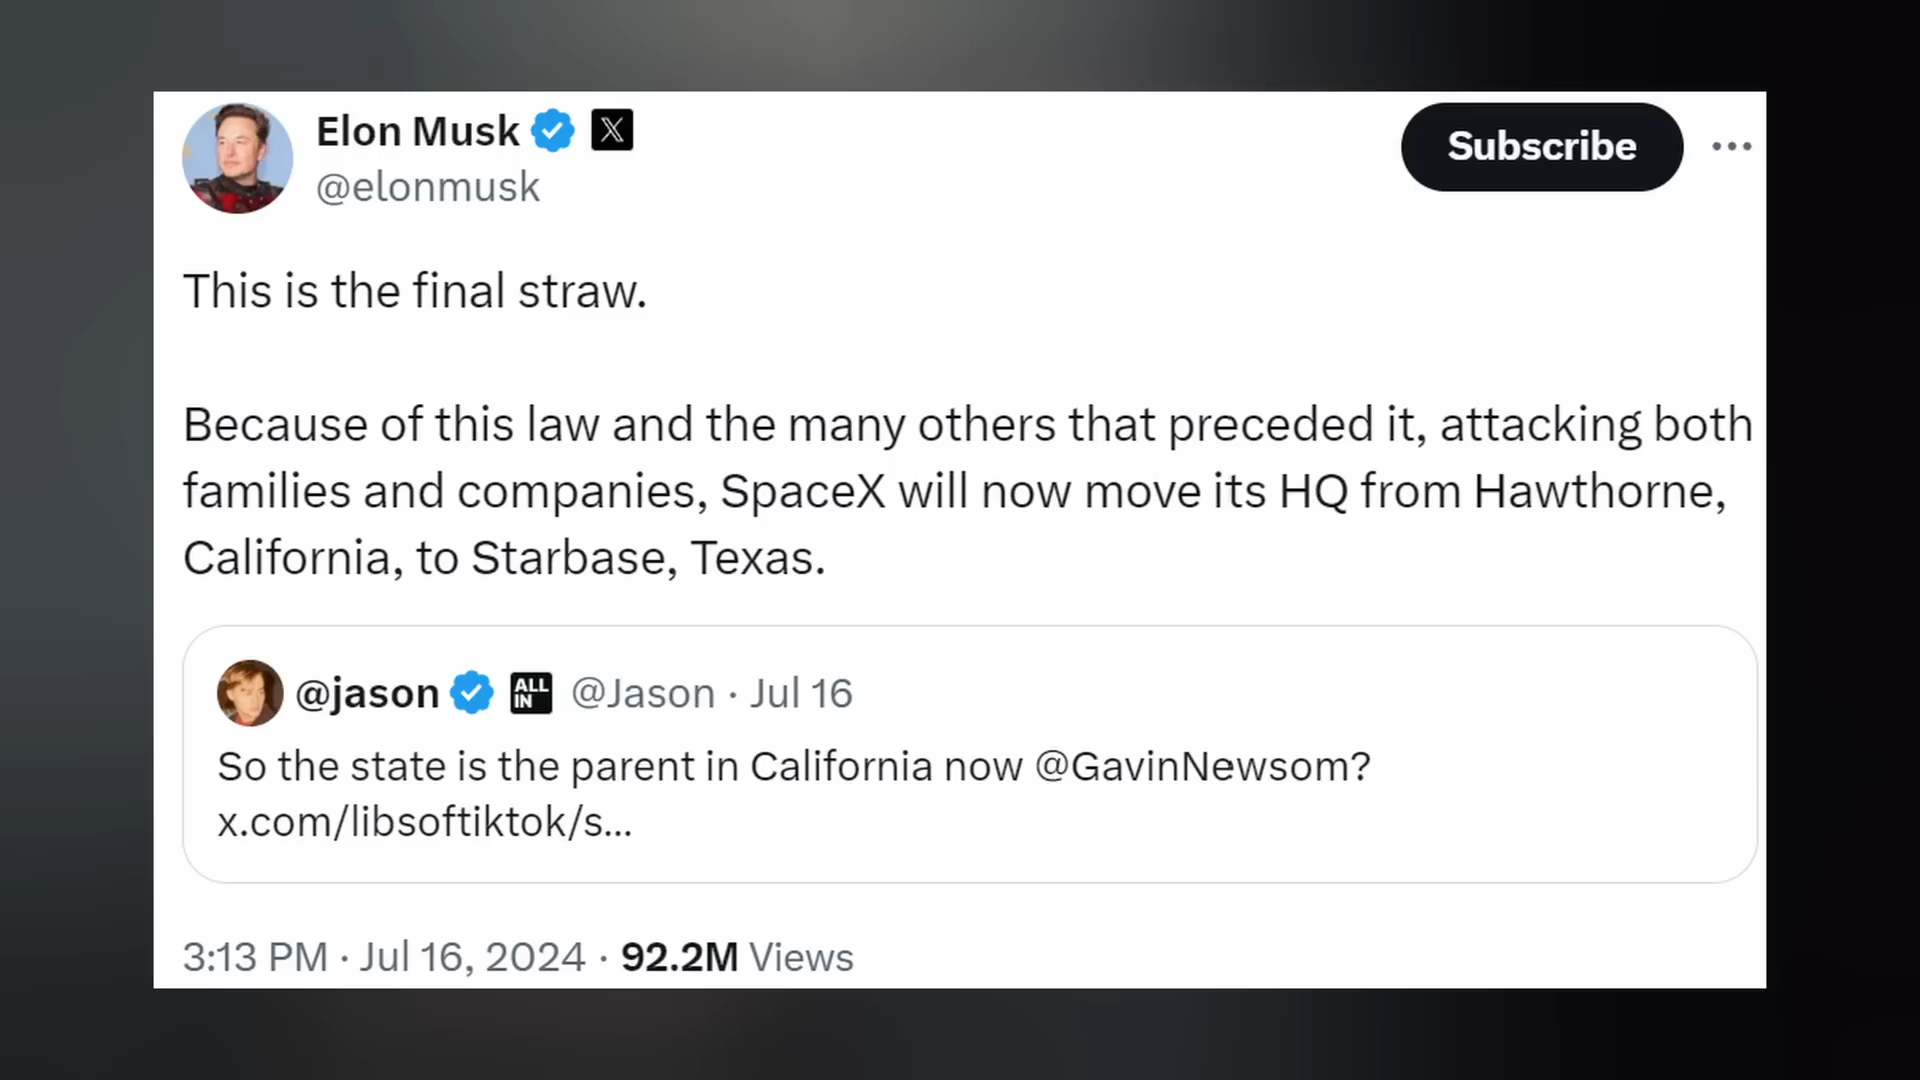 Elon Musk X
@elonmusk
Subscribe
This is the final straw.
Because of this law and the many others that preceded it, attacking both
families and companies, SpaceX will now move its HQ from Hawthorne,
California, to Starbase, Texas.
@jason ALL IN @Jason · Jul 16
So the state is the parent in California now @GavinNewsom?
x.com/libsoftiktok/s...
3:13 PM · Jul 16, 2024 · 92.2M Views